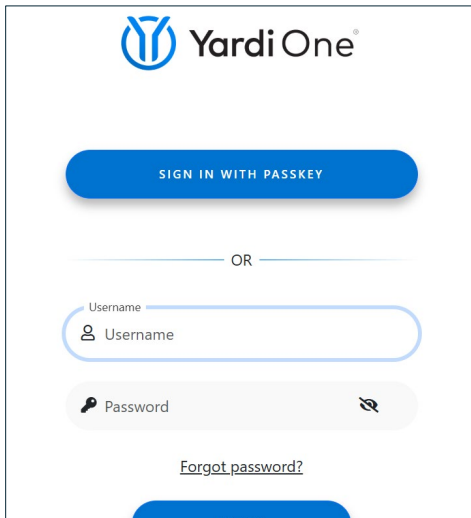 Yardi One®
SIGN IN WITH PASSKEY
OR
Username
Username
Password
Forgot password?